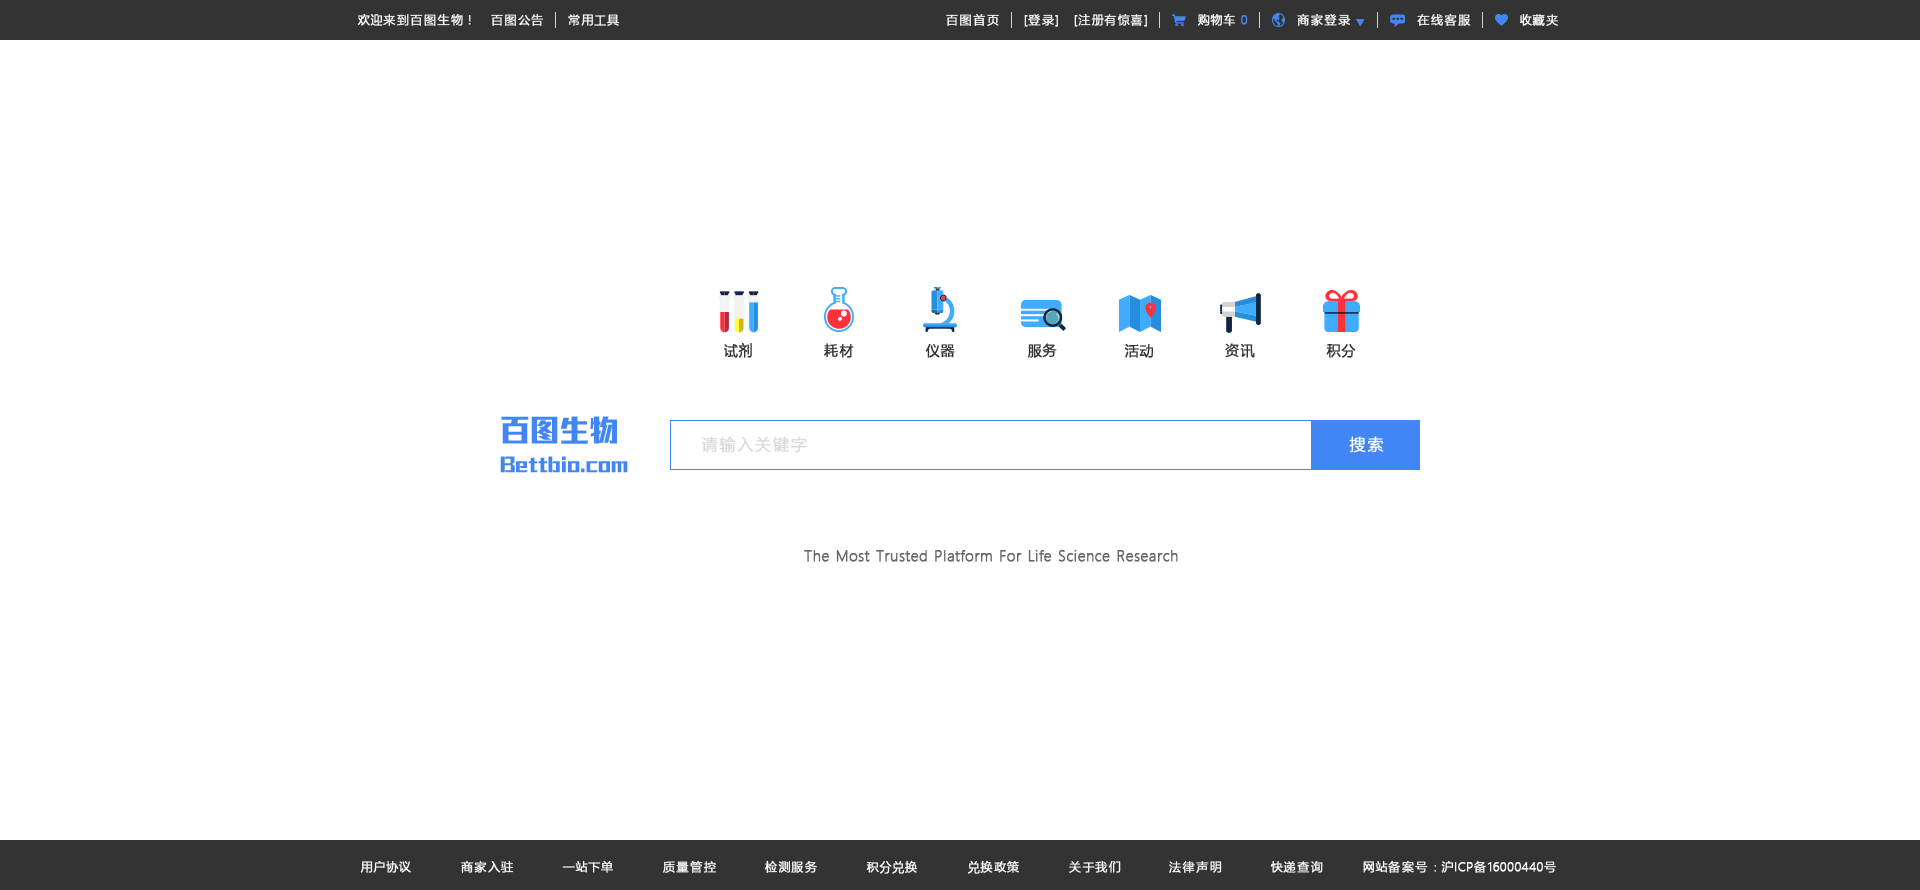 欢迎来到百图生物！ 百图公告 常用工具 百图首页 [登录] [注册有惊喜] 购物车 0 商家登录 在线客服 收藏夹
试剂 耗材 仪器 服务 活动 资讯 积分
百图生物
Bettbio.com
请输入关键字 搜索
The Most Trusted Platform For Life Science Research
用户协议 商家入驻 一站下单 质量管控 检测服务 积分兑换 兑换政策 关于我们 法律声明 快递查询 网站备案号：沪ICP备16000440号